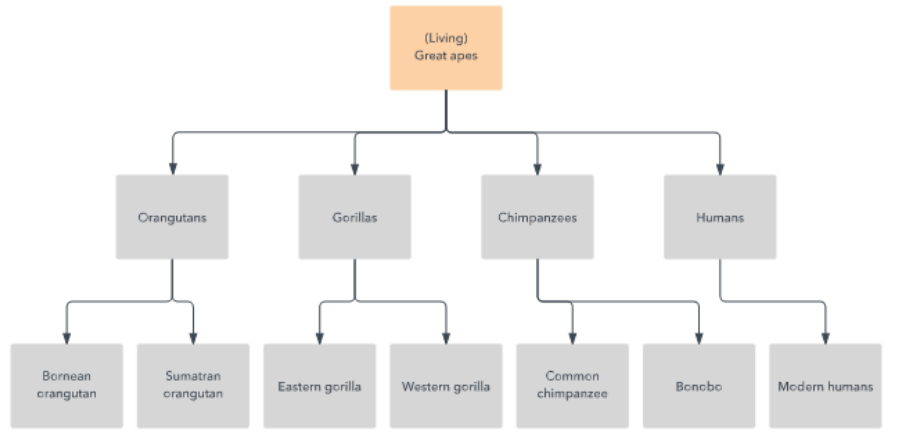 (Living)
Great apes
Orangutans
Gorillas
Chimpanzees
Humans
Bornean
orangutan
Sumatran
orangutan
Eastern gorilla
Western gorilla
Common
chimpanzee
Bonobo
Modern humans